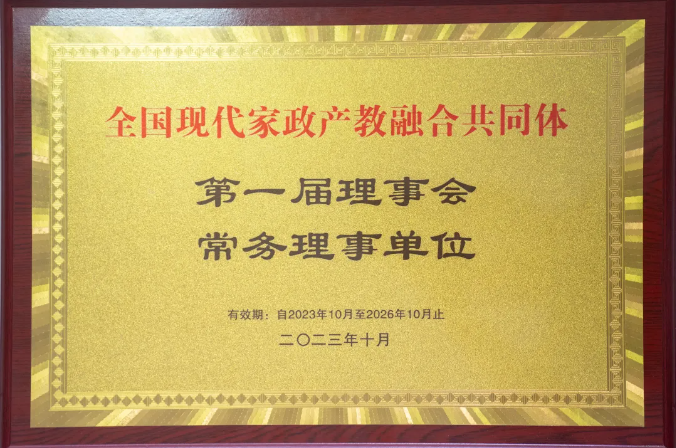 全国现代家政产教融合共同体
第一届理事会
常务理事单位
有效期：自2023年10月至2026年10月止
二〇二三年十月